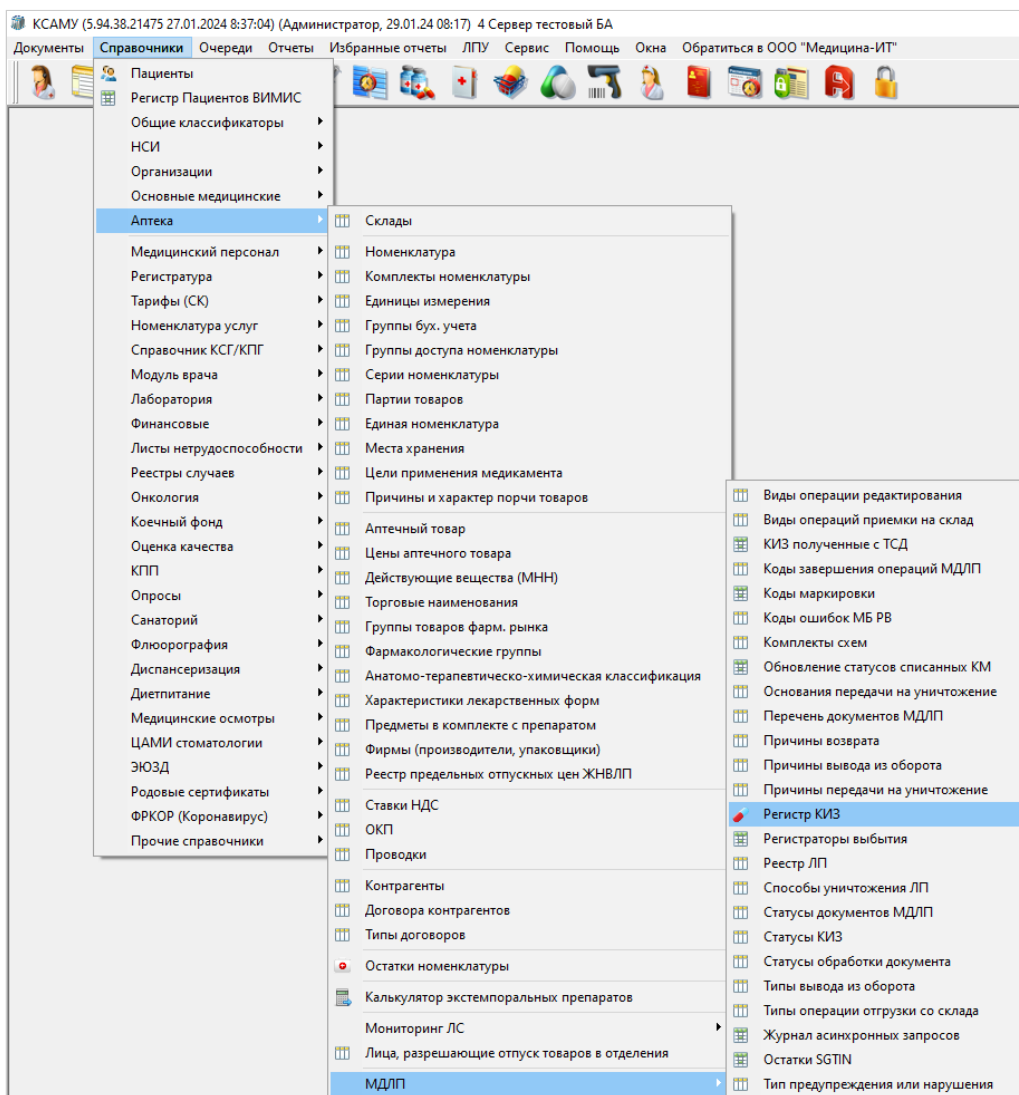 КСАМУ (5.94.38.21475 27.01.2024 8:37:04) (Администратор, 29.01.24 08:17) 4 Сервер тестовый БА
Документы Справочники Очереди Отчеты Избранные отчеты ЛПУ Сервис Помощь Окна Обратиться в ООО "Медицина-ИТ"
Пациенты
Регистр Пациентов ВИМИС
Общие классификаторы
НСИ
Организации
Основные медицинские
Аптека
Медицинский персонал
Регистратура
Тарифы (СК)
Номенклатура услуг
Справочник КСГ/КПГ
Модуль врача
Лаборатория
Финансовые
Листы нетрудоспособности
Реестры случаев
Онкология
Коечный фонд
Оценка качества
КПП
Опросы
Санаторий
Флюорография
Диспансеризация
Диетпитание
Медицинские осмотры
ЦАМИ стоматологии
ЭЮЗД
Родовые сертификаты
ФРКОР (Коронавирус)
Прочие справочники
Склады
Номенклатура
Комплекты номенклатуры
Единицы измерения
Группы бух. учета
Группы доступа номенклатуры
Серии номенклатуры
Партии товаров
Единая номенклатура
Места хранения
Цели применения медикамента
Причины и характер порчи товаров
Аптечный товар
Цены аптечного товара
Действующие вещества (МНН)
Торговые наименования
Группы товаров фарм. рынка
Фармакологические группы
Анатомо-терапевтическо-химическая классификация
Характеристики лекарственных форм
Предметы в комплекте с препаратом
Фирмы (производители, упаковщики)
Реестр предельных отпускных цен ЖНВЛП
Ставки НДС
ОКП
Проводки
Контрагенты
Договора контрагентов
Типы договоров
Остатки номенклатуры
Калькулятор экстемпоральных препаратов
Мониторинг ЛС
Лица, разрешающие отпуск товаров в отделения
МДЛП
Виды операции редактирования
Виды операций приемки на склад
КИЗ полученные с ТСД
Коды завершения операций МДЛП
Коды маркировки
Коды ошибок МБ РВ
Комплекты схем
Обновление статусов списанных КМ
Основания передачи на уничтожение
Перечень документов МДЛП
Причины возврата
Причины вывода из оборота
Причины передачи на уничтожение
Регистр КИЗ
Регистраторы выбытия
Реестр ЛП
Способы уничтожения ЛП
Статусы документов МДЛП
Статусы КИЗ
Статусы обработки документа
Типы вывода из оборота
Типы операции отгрузки со склада
Журнал асинхронных запросов
Остатки SGTIN
Тип предупреждения или нарушения